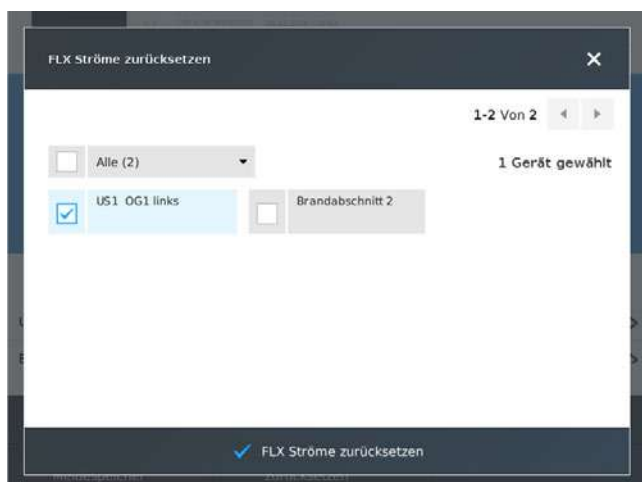 FLX Ströme zurücksetzen
1-2 Von 2
Alle (2)
1 Gerät gewählt
US1 OG1 links
Brandabschnitt 2
FLX Ströme zurücksetzen